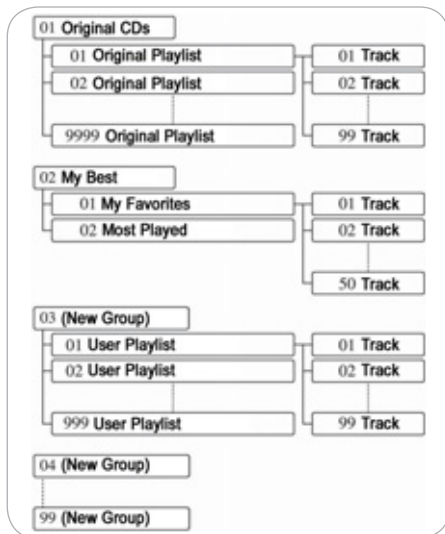 01 Original CDs
01 Original Playlist 01 Track
02 Original Playlist 02 Track
9999 Original Playlist 99 Track
02 My Best
01 My Favorites 01 Track
02 Most Played 02 Track
50 Track
03 (New Group)
01 User Playlist 01 Track
02 User Playlist 02 Track
999 User Playlist 99 Track
04 (New Group)
99 (New Group)